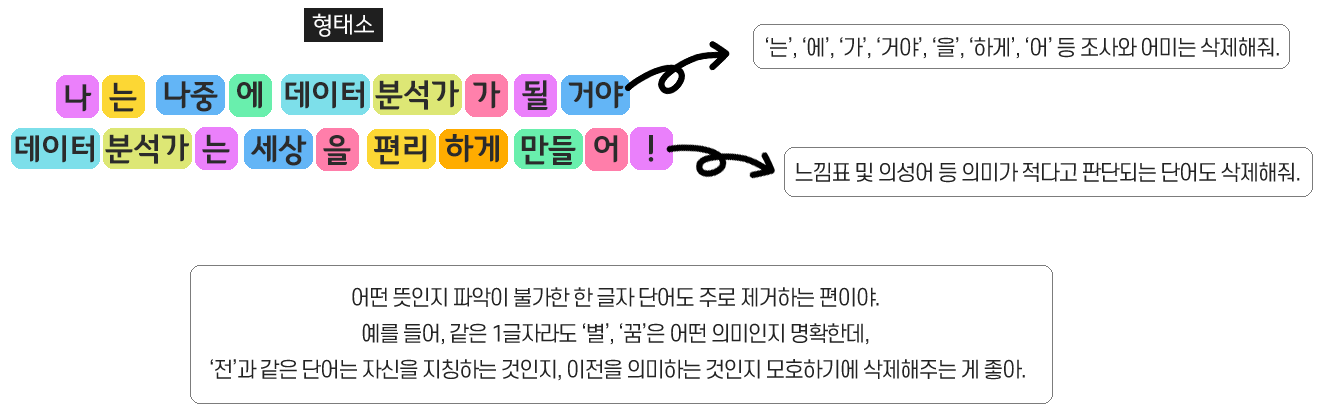 형태소
‘는’, ‘에’, ‘가’, ‘거야’, ‘을’, ‘하게’, ‘어’ 등 조사와 어미는 삭제해줘.
나 는 나중 에 데이터 분석가 가 될 거야
데이터 분석가 는 세상 을 편리 하게 만들 어 !
느낌표 및 의성어 등 의미가 적다고 판단되는 단어도 삭제해줘.
어떤 뜻인지 파악이 불가한 한 글자 단어도 주로 제거하는 편이야.
예를 들어, 같은 1글자라도 ‘별’, ‘꿈’은 어떤 의미인지 명확한데,
‘전’과 같은 단어는 자신을 지칭하는 것인지, 이전을 의미하는 것인지 모호하기에 삭제해주는 게 좋아.